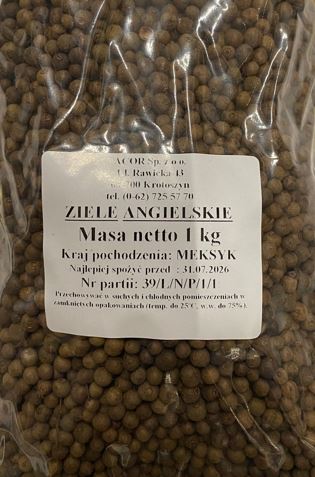 ACOR Sp. z o.o.
Ul. Rawicka 43
63-700 Krotoszyn
tel. (0-62) 725 57 70
ZIELE ANGIELSKIE
Masa netto 1 kg
Kraj pochodzenia: MEKSYK
Najlepiej spożyć przed : 31.07.2026
Nr partii: 39/L/N/P/1/1
Przechowywać w suchych i chłodnych pomieszczeniach w
zamkniętych opakowaniach (temp. do 25°C, w.w. do 75%).